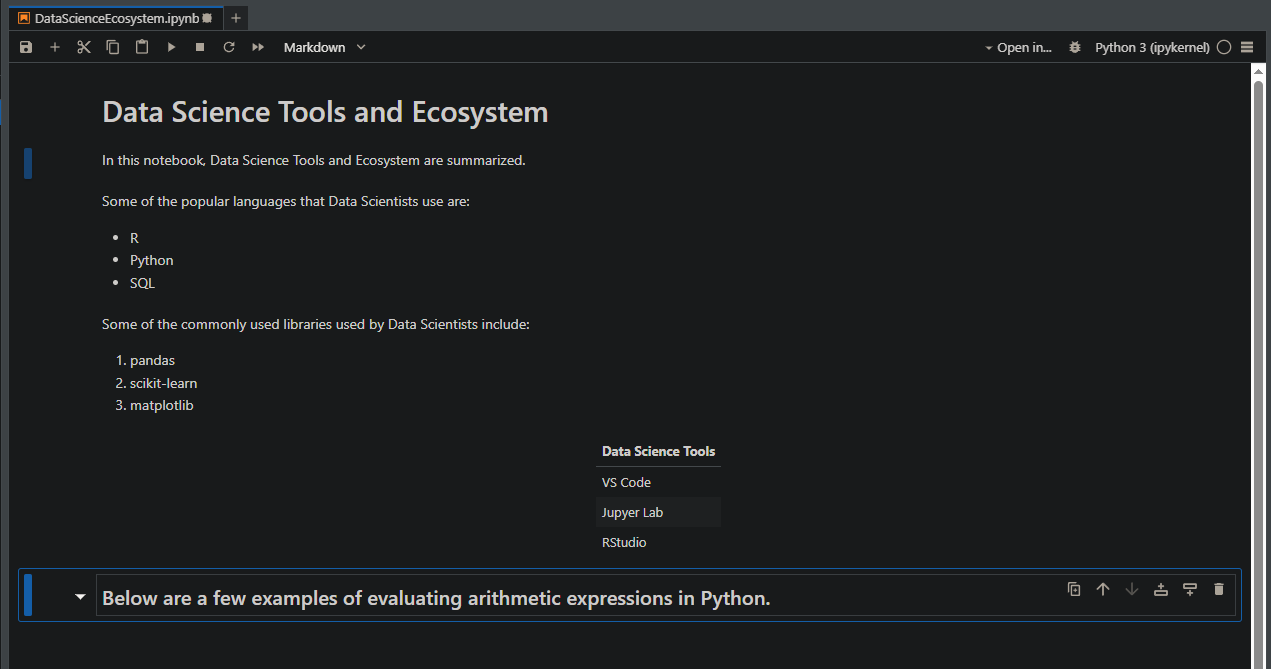 DataScienceEcosystem.ipynb
Markdown
Open in...
Python 3 (ipykernel)
Data Science Tools and Ecosystem
In this notebook, Data Science Tools and Ecosystem are summarized.
Some of the popular languages that Data Scientists use are:
• R
• Python
• SQL
Some of the commonly used libraries used by Data Scientists include:
1. pandas
2. scikit-learn
3. matplotlib
Data Science Tools
VS Code
Jupyer Lab
RStudio
Below are a few examples of evaluating arithmetic expressions in Python.